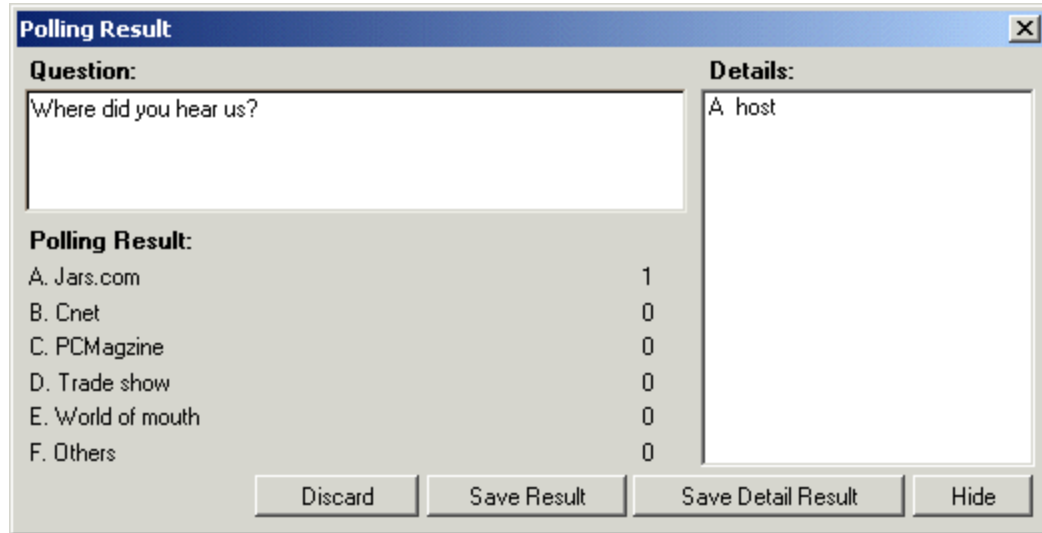 Polling Result
Question:
Where did you hear us?
Details:
A host
Polling Result:
A. Jars.com 1
B. Cnet 0
C. PCMagzine 0
D. Trade show 0
E. World of mouth 0
F. Others 0
Discard Save Result Save Detail Result Hide